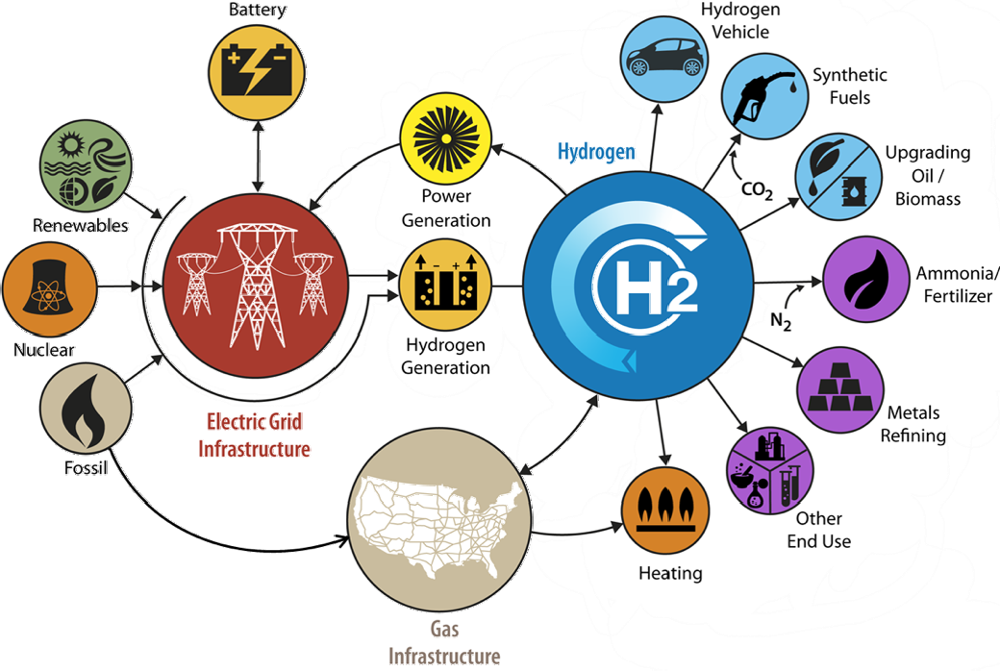 Battery
Hydrogen
Vehicle
Synthetic
Fuels
Hydrogen
Upgrading
Oil /
Biomass
CO2
Power
Generation
Renewables
H2
Ammonia/
Fertilizer
N2
Nuclear
Hydrogen
Generation
Metals
Refining
Electric Grid
Infrastructure
Fossil
Other
End Use
Heating
Gas
Infrastructure
+ −
− +